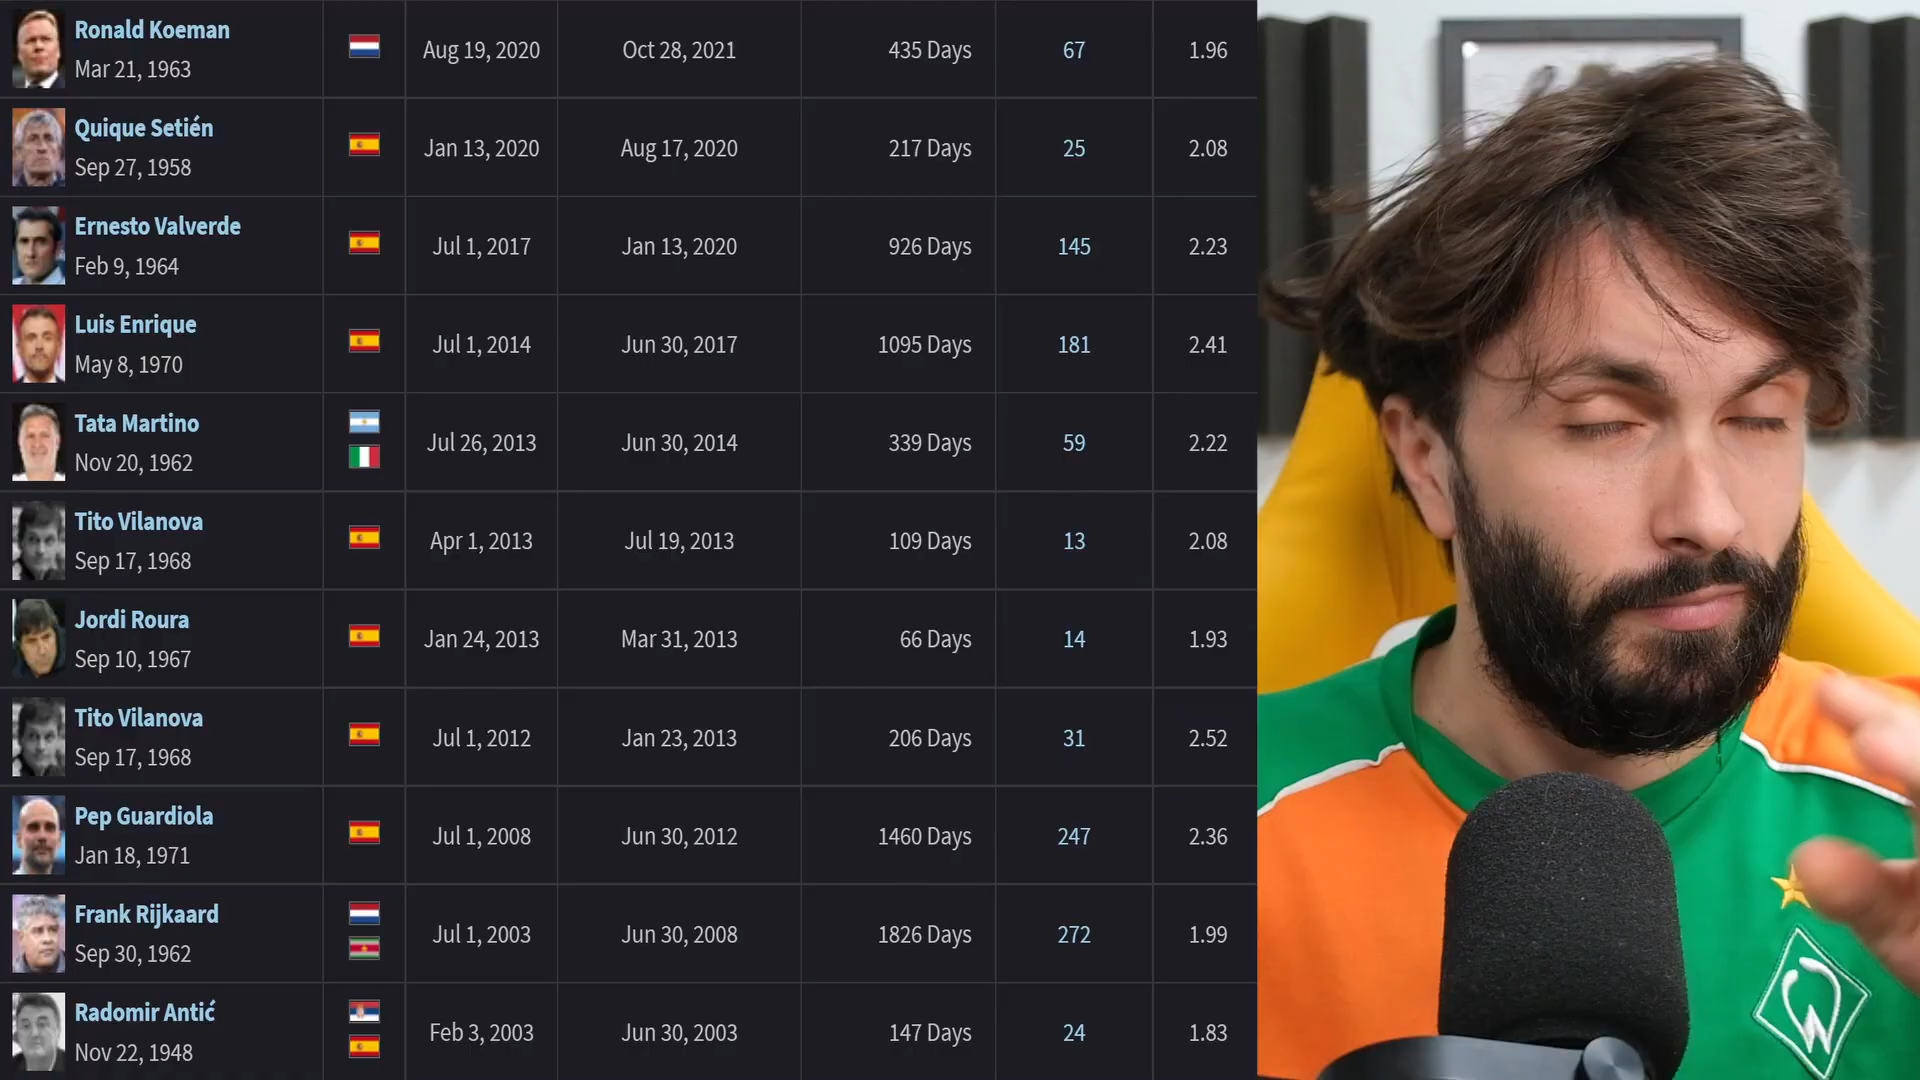 Ronald Koeman
Mar 21, 1963
Aug 19, 2020
Oct 28, 2021
435 Days
67
1.96
Quique Setién
Sep 27, 1958
Jan 13, 2020
Aug 17, 2020
217 Days
25
2.08
Ernesto Valverde
Feb 9, 1964
Jul 1, 2017
Jan 13, 2020
926 Days
145
2.23
Luis Enrique
May 8, 1970
Jul 1, 2014
Jun 30, 2017
1095 Days
181
2.41
Tata Martino
Nov 20, 1962
Jul 26, 2013
Jun 30, 2014
339 Days
59
2.22
Tito Vilanova
Sep 17, 1968
Apr 1, 2013
Jul 19, 2013
109 Days
13
2.08
Jordi Roura
Sep 10, 1967
Jan 24, 2013
Mar 31, 2013
66 Days
14
1.93
Tito Vilanova
Sep 17, 1968
Jul 1, 2012
Jan 23, 2013
206 Days
31
2.52
Pep Guardiola
Jan 18, 1971
Jul 1, 2008
Jun 30, 2012
1460 Days
247
2.36
Frank Rijkaard
Sep 30, 1962
Jul 1, 2003
Jun 30, 2008
1826 Days
272
1.99
Radomir Antić
Nov 22, 1948
Feb 3, 2003
Jun 30, 2003
147 Days
24
1.83
W